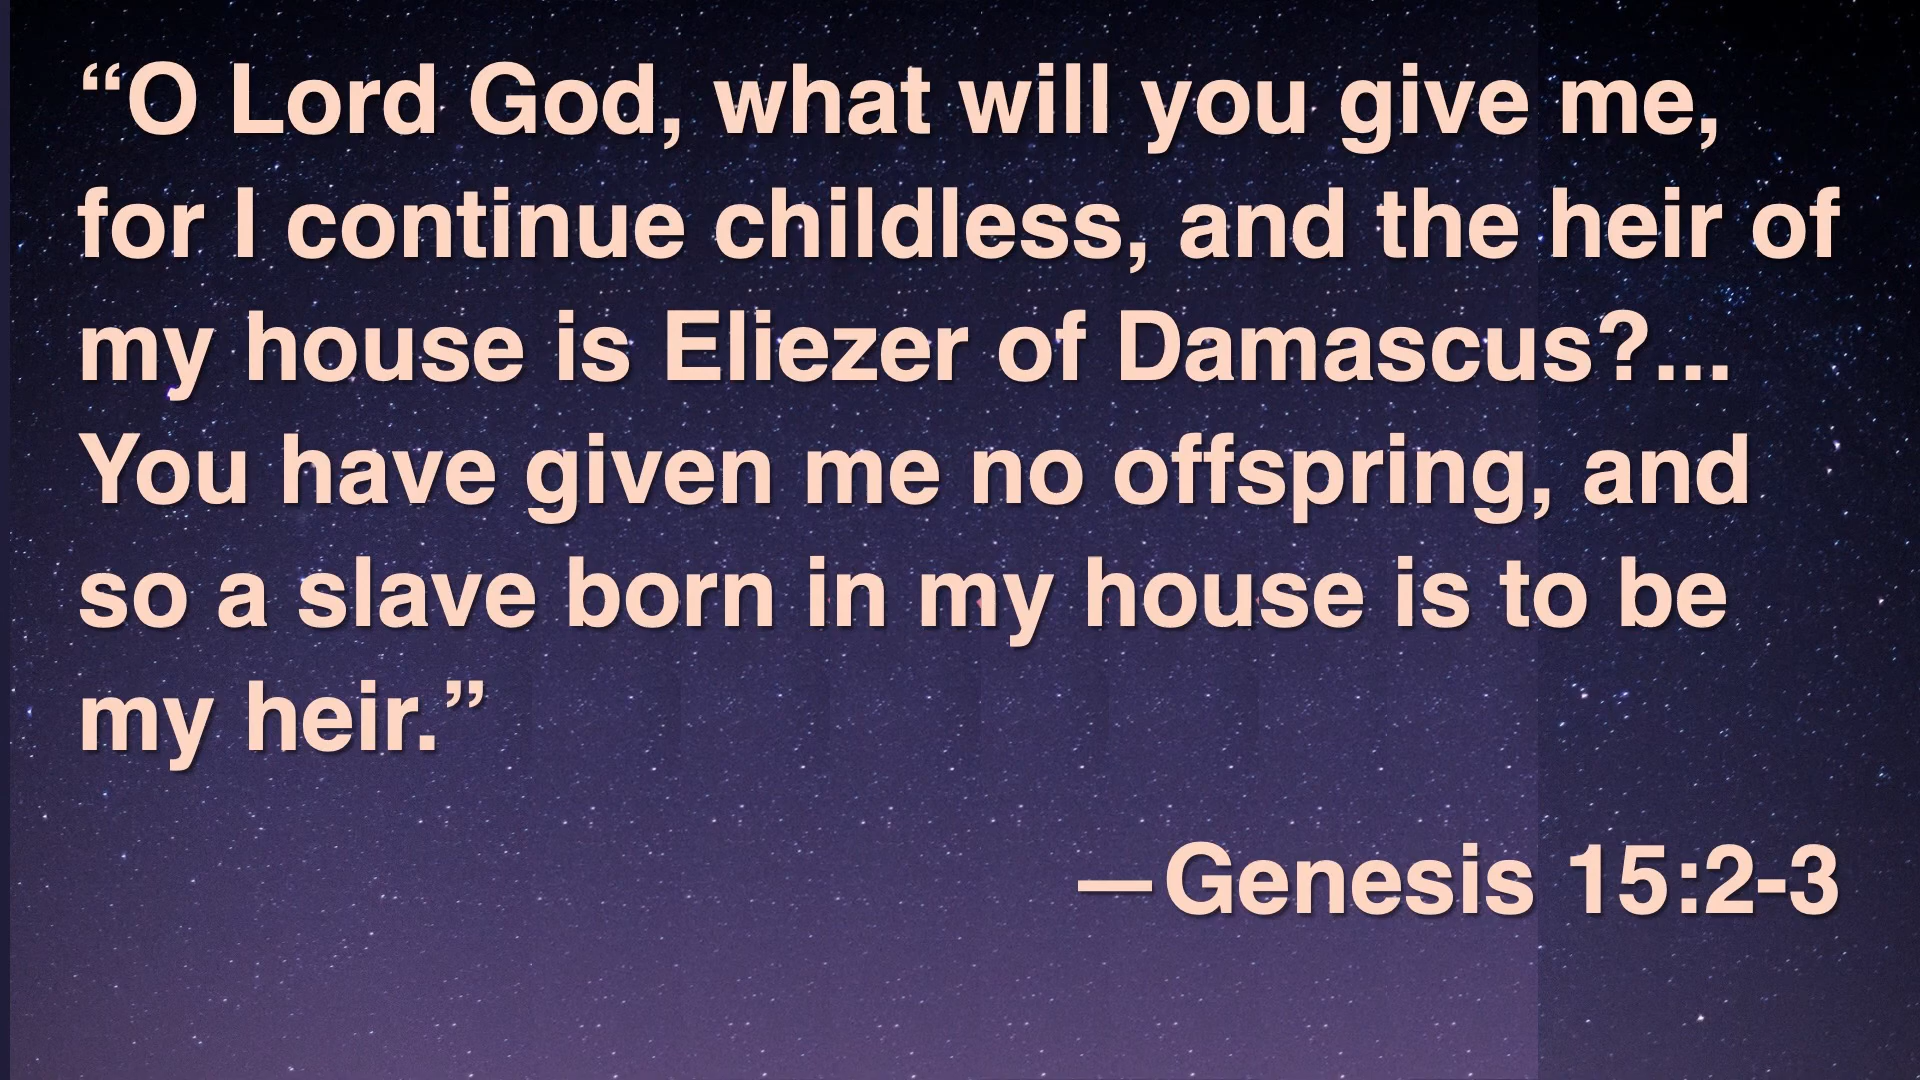 “O Lord God, what will you give me,
for I continue childless, and the heir of
my house is Eliezer of Damascus?...
You have given me no offspring, and
so a slave born in my house is to be
my heir.”
—Genesis 15:2-3